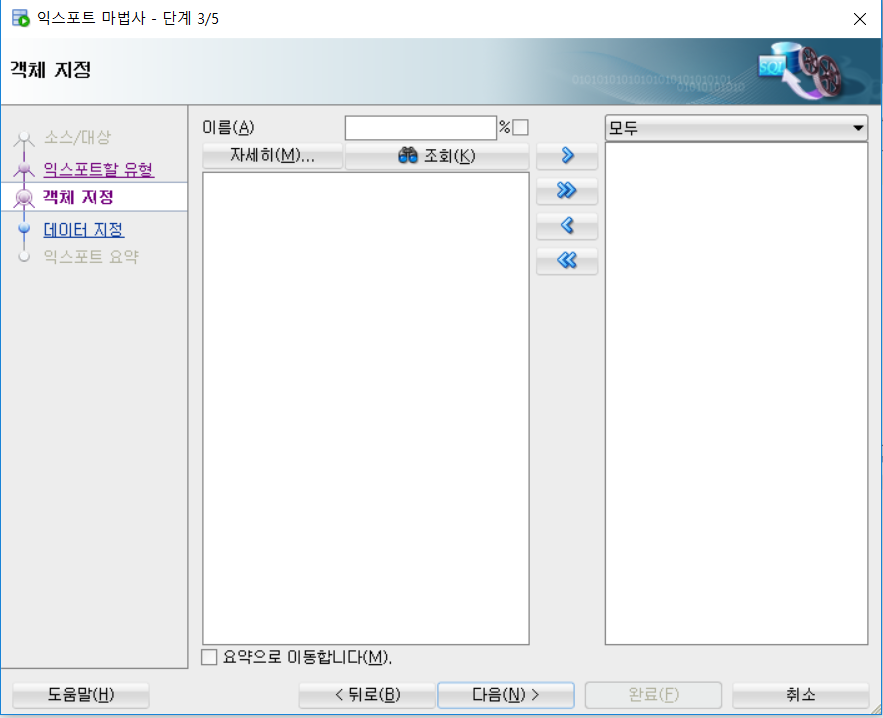 익스포트 마법사 - 단계 3/5
객체 지정
SQL
소스/대상
익스포트할 유형
객체 지정
데이터 지정
익스포트 요약
이름(A)
%
모두
자세히(M)...
조회(K)
요약으로 이동합니다(M).
도움말(H)
< 뒤로(B)
다음(N) >
완료(F)
취소